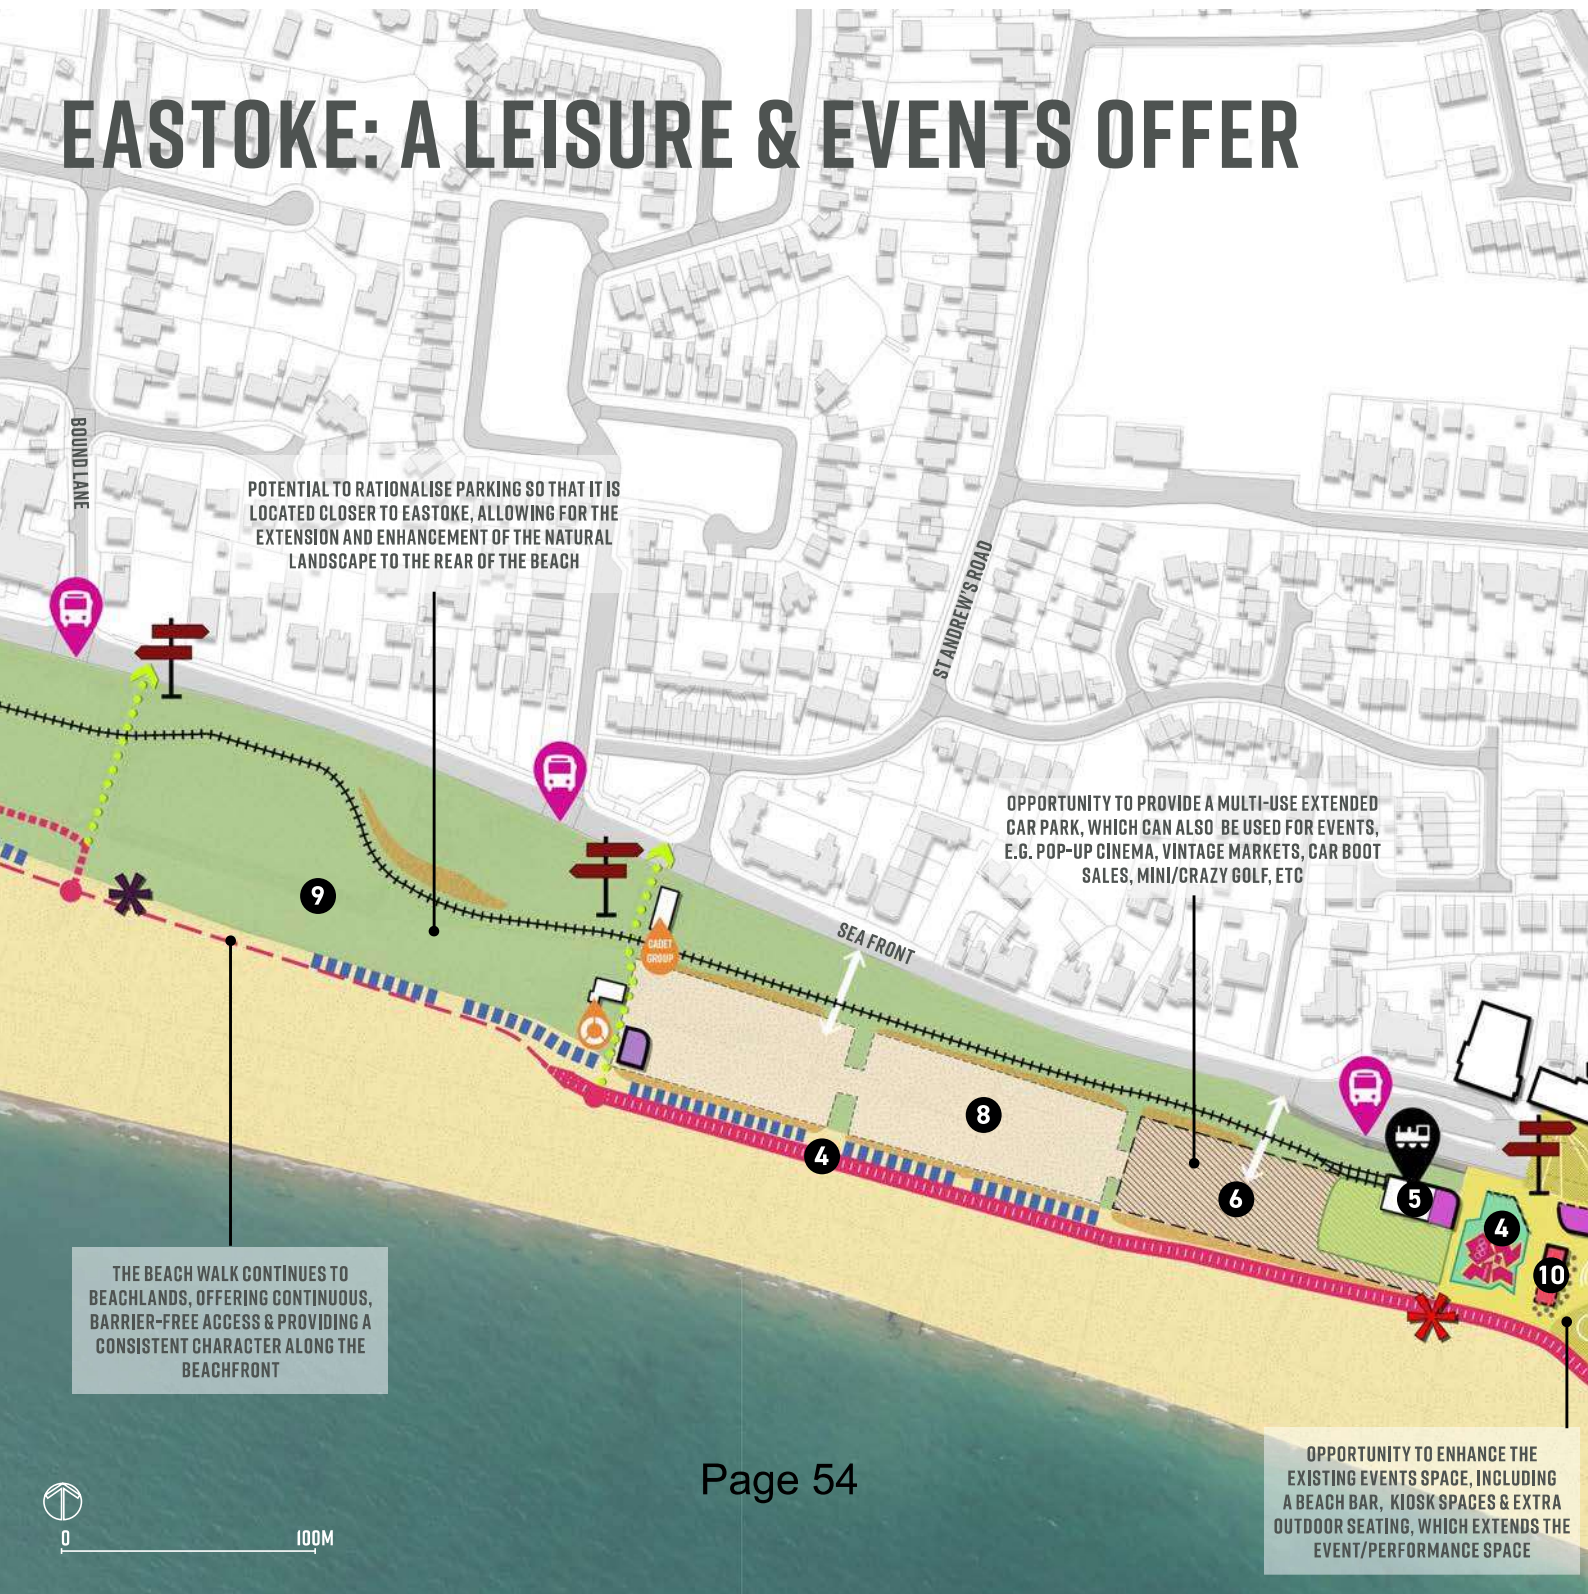 EASTOKE: A LEISURE & EVENTS OFFER
BOUND LANE
POTENTIAL TO RATIONALISE PARKING SO THAT IT IS
LOCATED CLOSER TO EASTOKE, ALLOWING FOR THE
EXTENSION AND ENHANCEMENT OF THE NATURAL
LANDSCAPE TO THE REAR OF THE BEACH
ST ANDREW'S ROAD
OPPORTUNITY TO PROVIDE A MULTI-USE EXTENDED
CAR PARK, WHICH CAN ALSO BE USED FOR EVENTS,
E.G. POP-UP CINEMA, VINTAGE MARKETS, CAR BOOT
SALES, MINI/CRAZY GOLF, ETC
9
CADET
GROUP
SEA FRONT
8
4
6
5
4
10
THE BEACH WALK CONTINUES TO
BEACHLANDS, OFFERING CONTINUOUS,
BARRIER-FREE ACCESS & PROVIDING A
CONSISTENT CHARACTER ALONG THE
BEACHFRONT
OPPORTUNITY TO ENHANCE THE
EXISTING EVENTS SPACE, INCLUDING
A BEACH BAR, KIOSK SPACES & EXTRA
OUTDOOR SEATING, WHICH EXTENDS THE
EVENT/PERFORMANCE SPACE
Page 54
0 100M